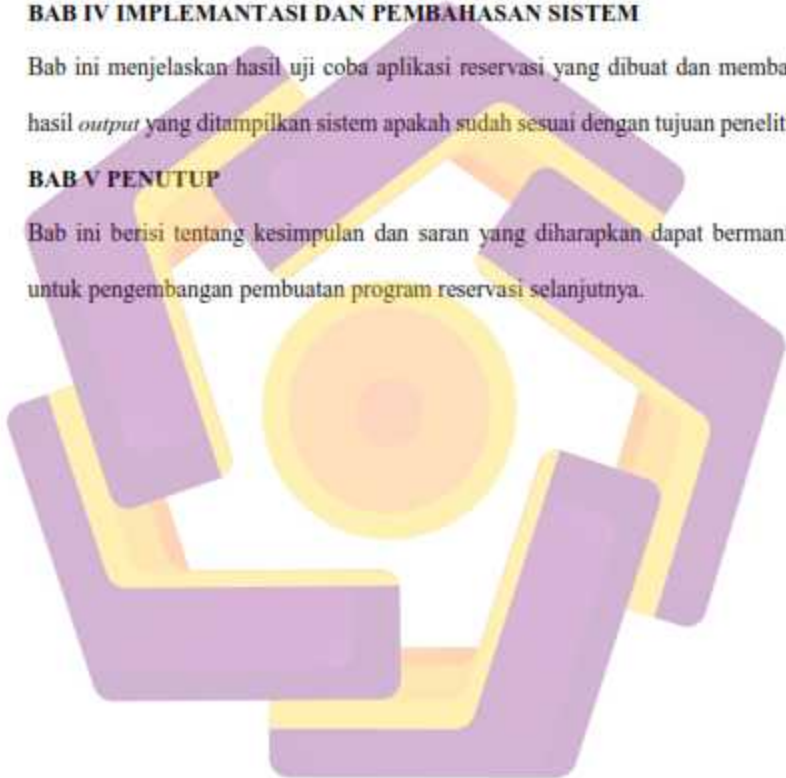 BAB IV IMPLEMANTASI DAN PEMBAHASAN SISTEM
Bab ini menjelaskan hasil uji coba aplikasi reservasi yang dibuat dan memba
hasil output yang ditampilkan sistem apakah sudah sesuai dengan tujuan penelit
BAB V PENUTUP
Bab ini berisi tentang kesimpulan dan saran yang diharapkan dapat berman
untuk pengembangan pembuatan program reservasi selanjutnya.